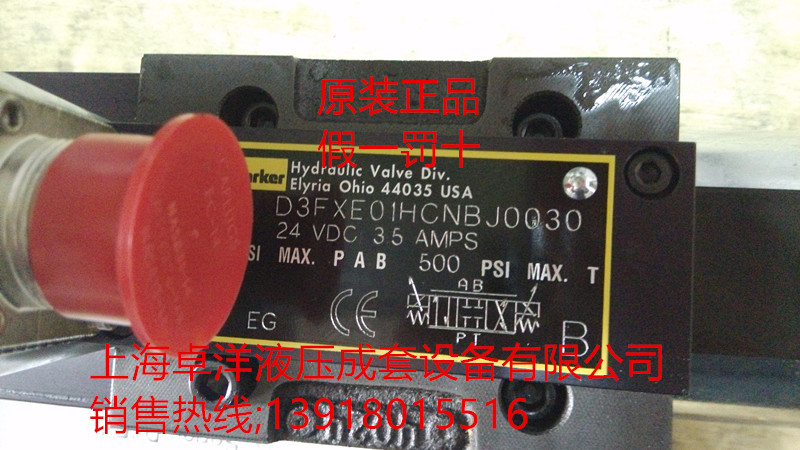 原装正品
假一罚十
Parker
Hydraulic Valve Div.
Elyria Ohio 44035 USA
D3FXE01HCNBJ0030
24 VDC 3.5 AMPS
SI MAX. P A B 500 PSI MAX. T
A B
EG CE
P T
B
上海卓洋液压成套设备有限公司
销售热线;13918015516